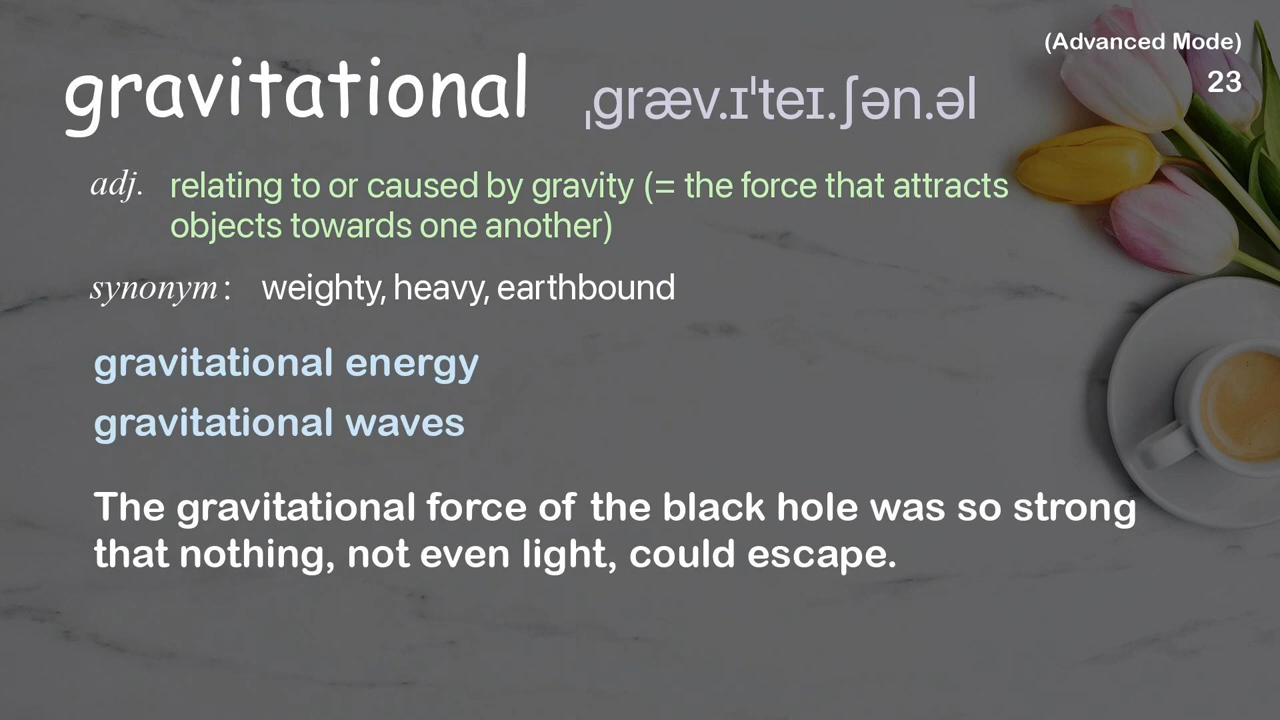 (Advanced Mode)
23
gravitational ˌɡræv.ɪˈteɪ.ʃən.əl
adj. relating to or caused by gravity (= the force that attracts
objects towards one another)
synonym: weighty, heavy, earthbound
gravitational energy
gravitational waves
The gravitational force of the black hole was so strong
that nothing, not even light, could escape.